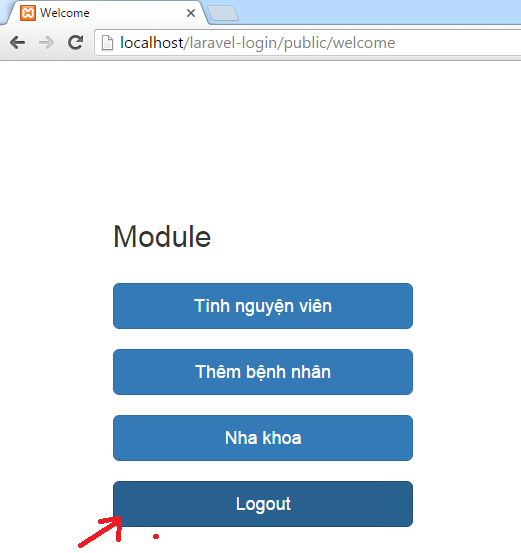 Welcome
localhost/laravel-login/public/welcome
Module
Tình nguyện viên
Thêm bệnh nhân
Nha khoa
Logout